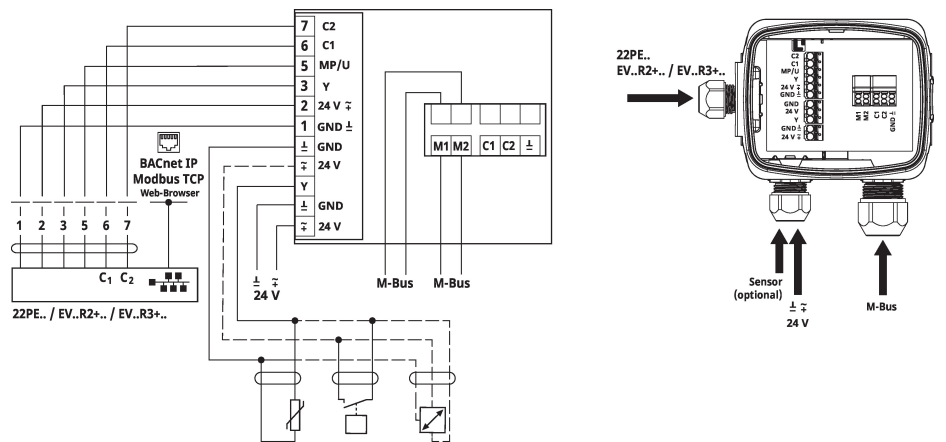 7 C2
6 C1
5 MP/U
3 Y
2 24 V
1 GND
GND
24 V
Y
GND
24 V
M1 M2 C1 C2
BACnet IP
Modbus TCP
Web-Browser
1 2 3 5 6 7
C1 C2
22PE.. / EV..R2+.. / EV..R3+..
24 V
M-Bus M-Bus
22PE..
EV..R2+.. / EV..R3+..
C2
C1
MP/U
Y
24 V
GND
GND
24 V
Y
GND
24 V
M1
M2
C1
C2
GND
Sensor
(optional)
24 V
M-Bus